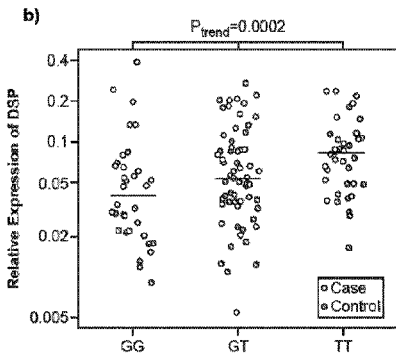 b)
P trend=0.0002
Relative Expression of DSP
0.4
0.2
0.1
0.05
0.02
0.005
Case
Control
GG GT TT